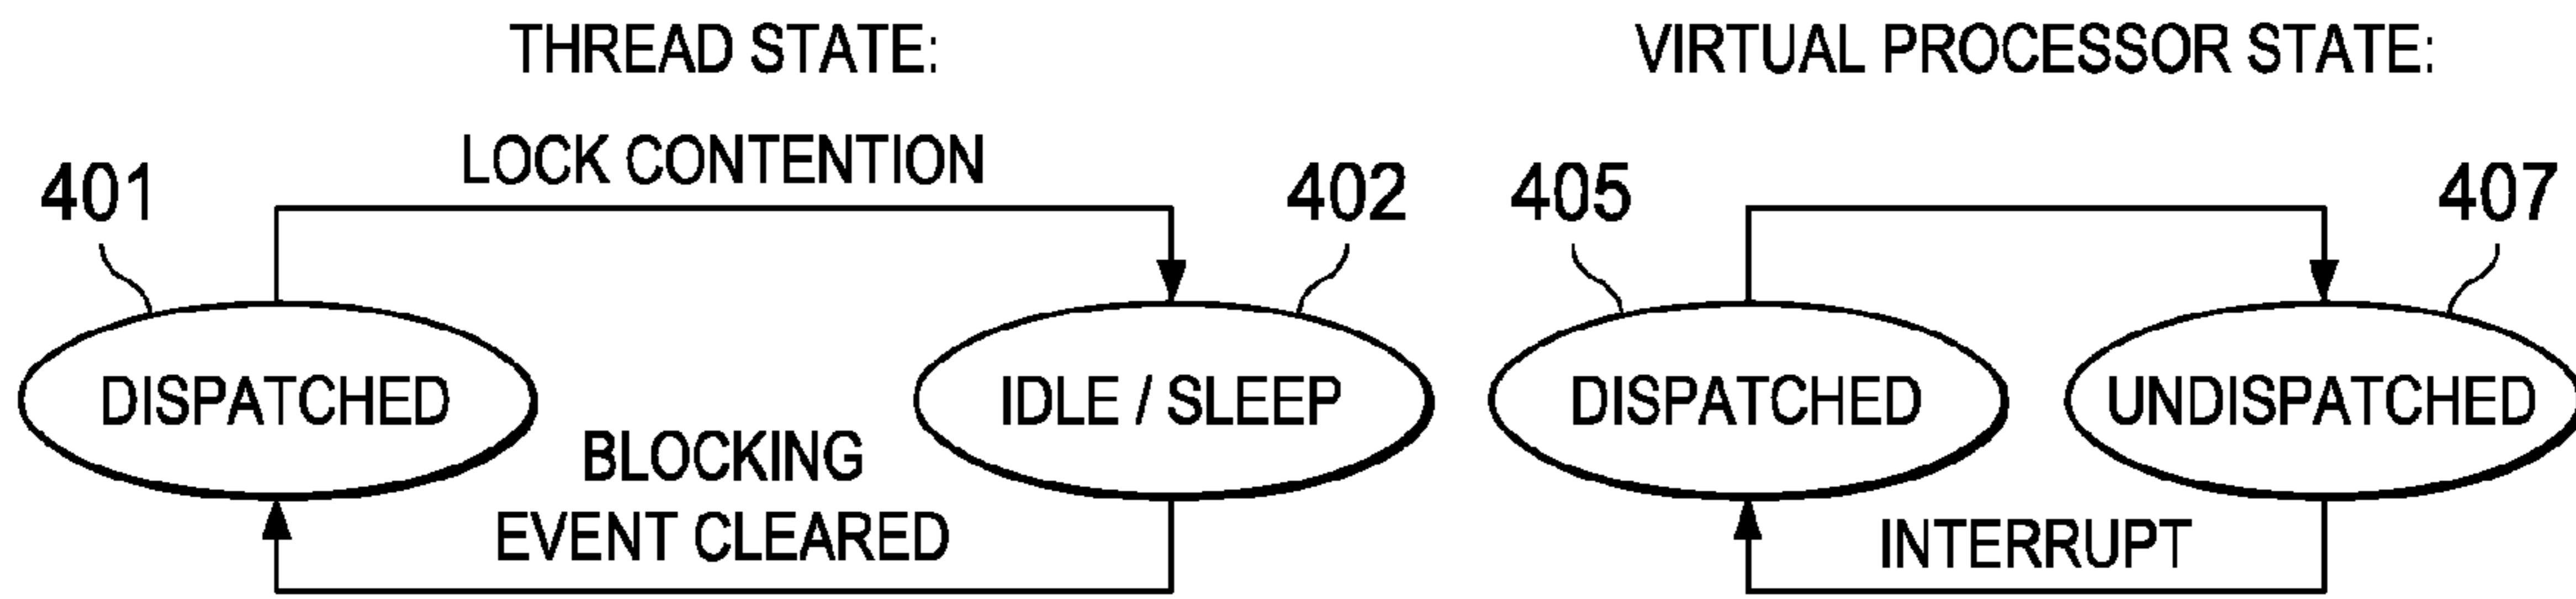 THREAD STATE:
LOCK CONTENTION
401
402
DISPATCHED
IDLE / SLEEP
BLOCKING
EVENT CLEARED
VIRTUAL PROCESSOR STATE:
405
407
DISPATCHED
UNDISPATCHED
INTERRUPT